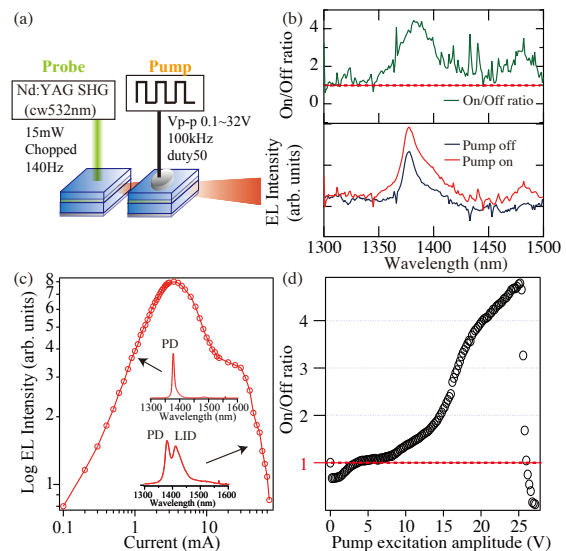 (a)
Probe
Pump
Nd:YAG SHG
(cw532nm)
15mW
Chopped
140Hz
Vp-p 0.1~32V
100kHz
duty50
(b)
On/Off ratio
4
2
0
On/Off ratio
EL Intensity
(arb. units)
Pump off
Pump on
1300
1350
1400
1450
1500
Wavelength (nm)
(c)
Log EL Intensity (arb. units)
8
7
6
5
4
3
2
1
PD
1300 1400 1500 1600
Wavelength (nm)
PD LID
1300 1400 1500 1600
Wavelength (nm)
0.1
1
10
Current (mA)
(d)
On/Off ratio
4
3
2
1
0
5
10
15
20
25
Pump excitation amplitude (V)